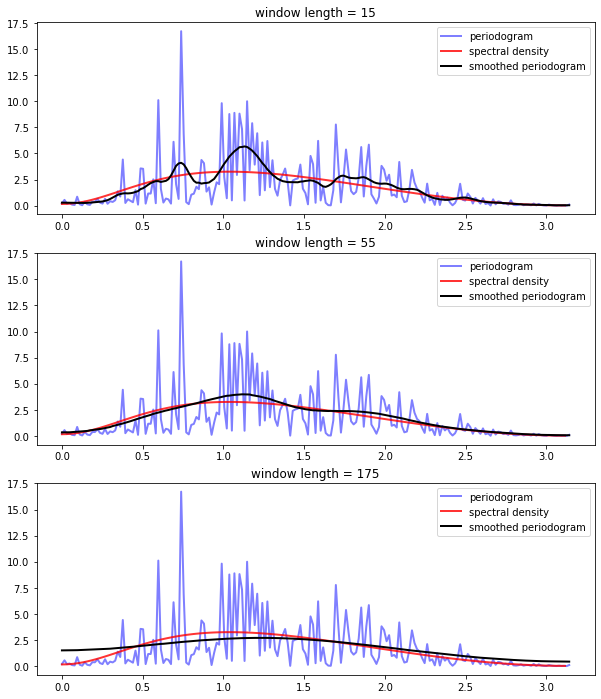 window length = 15
17.5
15.0
12.5
10.0
7.5
5.0
2.5
0.0
periodogram
spectral density
smoothed periodogram
0.0 0.5 1.0 1.5 2.0 2.5 3.0
window length = 55
17.5
15.0
12.5
10.0
7.5
5.0
2.5
0.0
periodogram
spectral density
smoothed periodogram
0.0 0.5 1.0 1.5 2.0 2.5 3.0
window length = 175
17.5
15.0
12.5
10.0
7.5
5.0
2.5
0.0
periodogram
spectral density
smoothed periodogram
0.0 0.5 1.0 1.5 2.0 2.5 3.0